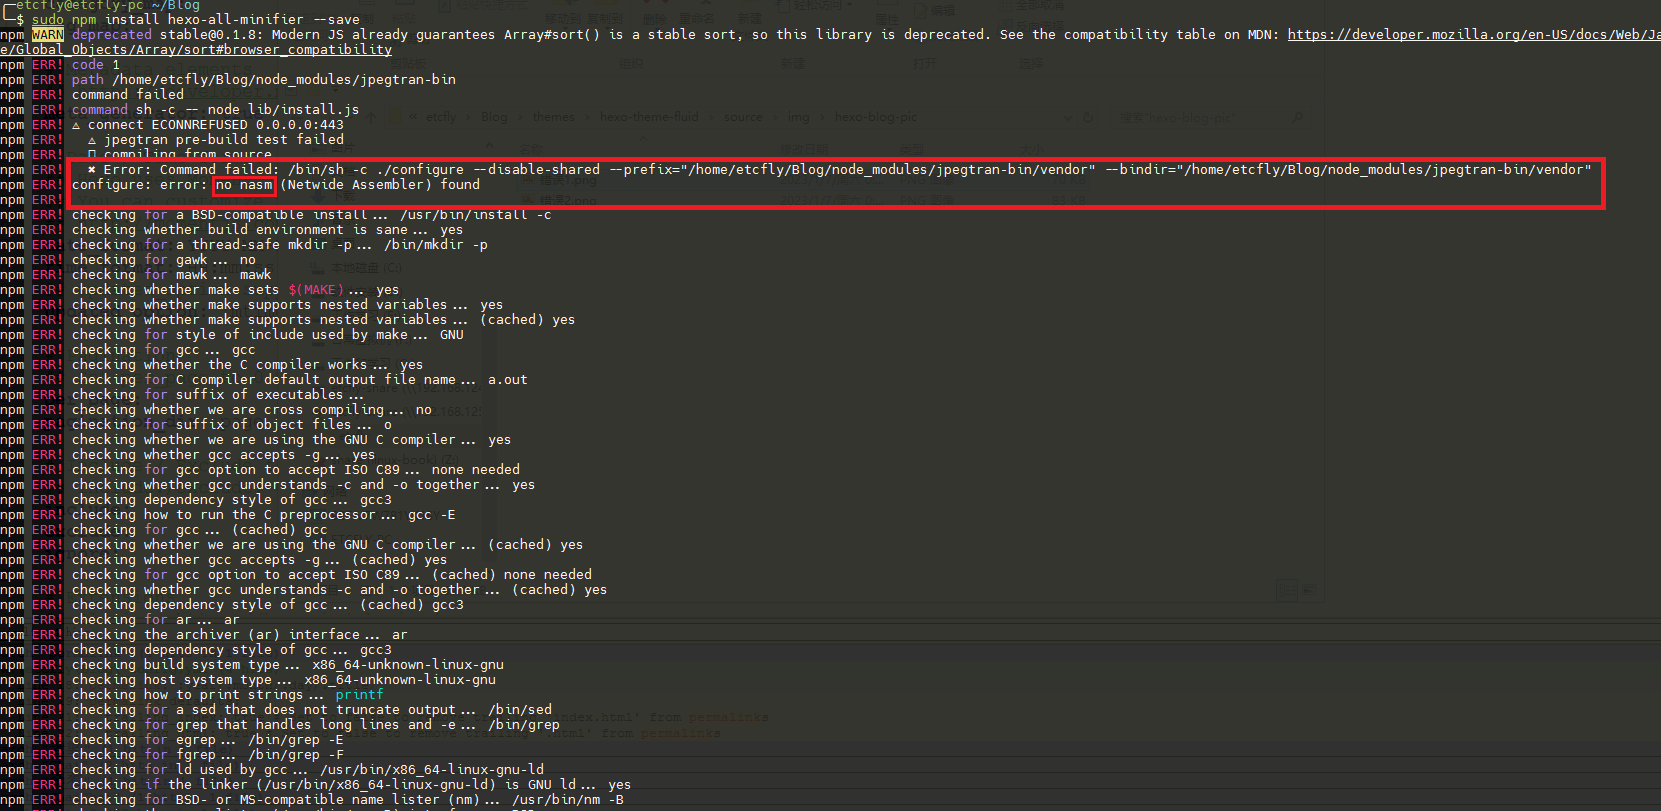 etcfly@etcfly-pc ~/Blog
$ sudo npm install hexo-all-minifier --save
npm WARN deprecated stable@0.1.8: Modern JS already guarantees Array#sort() is a stable sort, so this library is deprecated. See the compatibility table on MDN: https://developer.mozilla.org/en-US/docs/Web/Ja
e/Global_Objects/Array/sort#browser_compatibility
npm ERR! code 1
npm ERR! path /home/etcfly/Blog/node_modules/jpegtran-bin
npm ERR! command failed
npm ERR! command sh -c -- node lib/install.js
npm ERR! ⚠ connect ECONNREFUSED 0.0.0.0:443
npm ERR! ⚠ jpegtran pre-build test failed
npm ERR! compiling from source
npm ERR! ✖ Error: Command failed: /bin/sh -c ./configure --disable-shared --prefix="/home/etcfly/Blog/node_modules/jpegtran-bin/vendor" --bindir="/home/etcfly/Blog/node_modules/jpegtran-bin/vendor"
npm ERR! configure: error: no nasm (Netwide Assembler) found
npm ERR!
npm ERR! checking for a BSD-compatible install... /usr/bin/install -c
npm ERR! checking whether build environment is sane... yes
npm ERR! checking for a thread-safe mkdir -p... /bin/mkdir -p
npm ERR! checking for gawk... no
npm ERR! checking for mawk... mawk
npm ERR! checking whether make sets $(MAKE)... yes
npm ERR! checking whether make supports nested variables... yes
npm ERR! checking whether make supports nested variables... (cached) yes
npm ERR! checking for style of include used by make... GNU
npm ERR! checking for gcc... gcc
npm ERR! checking whether the C compiler works... yes
npm ERR! checking for C compiler default output file name... a.out
npm ERR! checking for suffix of executables...
npm ERR! checking whether we are cross compiling... no
npm ERR! checking for suffix of object files... o
npm ERR! checking whether we are using the GNU C compiler... yes
npm ERR! checking whether gcc accepts -g... yes
npm ERR! checking for gcc option to accept ISO C89... none needed
npm ERR! checking whether gcc understands -c and -o together... yes
npm ERR! checking dependency style of gcc... gcc3
npm ERR! checking how to run the C preprocessor... gcc -E
npm ERR! checking for gcc... (cached) gcc
npm ERR! checking whether we are using the GNU C compiler... (cached) yes
npm ERR! checking whether gcc accepts -g... (cached) yes
npm ERR! checking for gcc option to accept ISO C89... (cached) none needed
npm ERR! checking whether gcc understands -c and -o together... (cached) yes
npm ERR! checking dependency style of gcc... (cached) gcc3
npm ERR! checking for ar... ar
npm ERR! checking the archiver (ar) interface... ar
npm ERR! checking dependency style of gcc... gcc3
npm ERR! checking build system type... x86_64-unknown-linux-gnu
npm ERR! checking host system type... x86_64-unknown-linux-gnu
npm ERR! checking how to print strings... printf
npm ERR! checking for a sed that does not truncate output... /bin/sed
npm ERR! checking for grep that handles long lines and -e... /bin/grep
npm ERR! checking for egrep... /bin/grep -E
npm ERR! checking for fgrep... /bin/grep -F
npm ERR! checking for ld used by gcc... /usr/bin/x86_64-linux-gnu-ld
npm ERR! checking if the linker (/usr/bin/x86_64-linux-gnu-ld) is GNU ld... yes
npm ERR! checking for BSD- or MS-compatible name lister (nm)... /usr/bin/nm -B